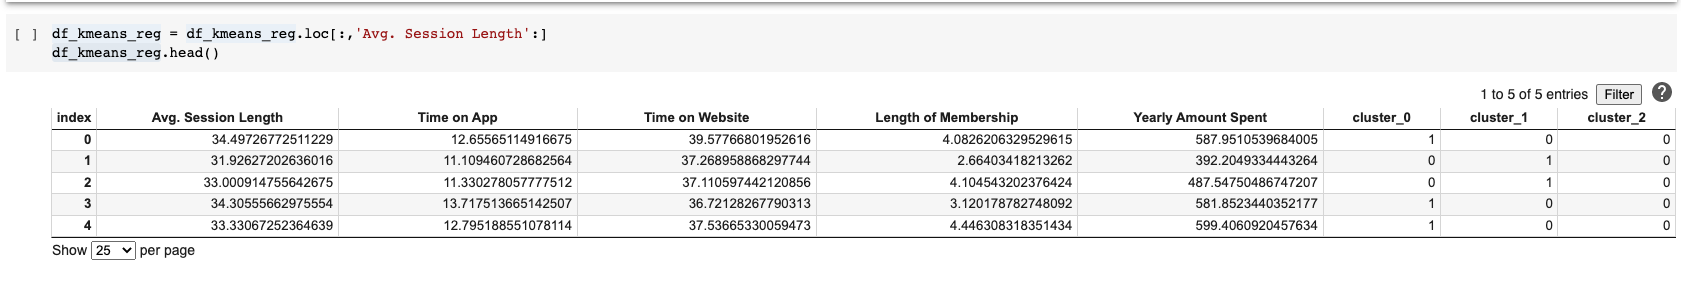 [ ] df_kmeans_reg = df_kmeans_reg.loc[:,'Avg. Session Length':]
df_kmeans_reg.head()
1 to 5 of 5 entries Filter ?
index Avg. Session Length Time on App Time on Website Length of Membership Yearly Amount Spent cluster_0 cluster_1 cluster_2
0 34.49726772511229 12.65565114916675 39.57766801952616 4.0826206329529615 587.9510539684005 1 0 0
1 31.92627202636016 11.109460728682564 37.268958868297744 2.66403418213262 392.2049334443264 0 1 0
2 33.000914755642675 11.330278057777512 37.110597442120856 4.104543202376424 487.54750486747207 0 1 0
3 34.30555662975554 13.717513665142507 36.72128267790313 3.120178782748092 581.8523440352177 1 0 0
4 33.33067252364639 12.795188551078114 37.53665330059473 4.446308318351434 599.4060920457634 1 0 0
Show 25 per page